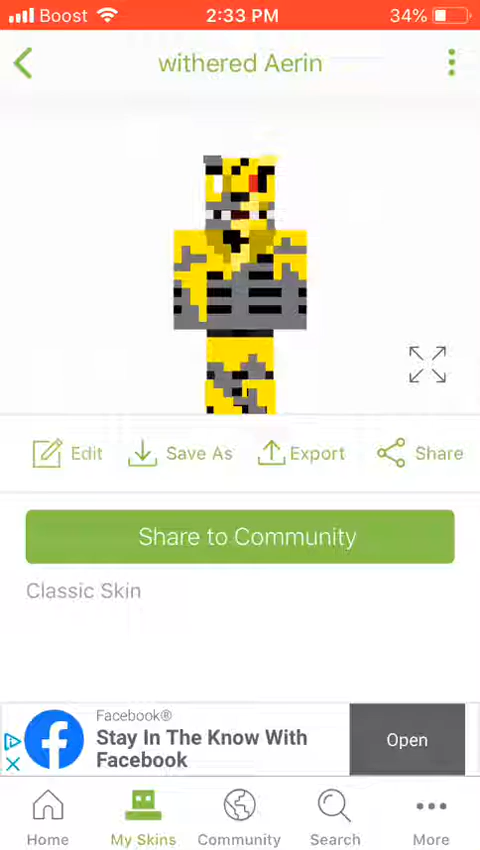 Boost 2:33 PM 34%
withered Aerin
Edit Save As Export Share
Share to Community
Classic Skin
Facebook®
Stay In The Know With
Facebook
Open
Home My Skins Community Search More